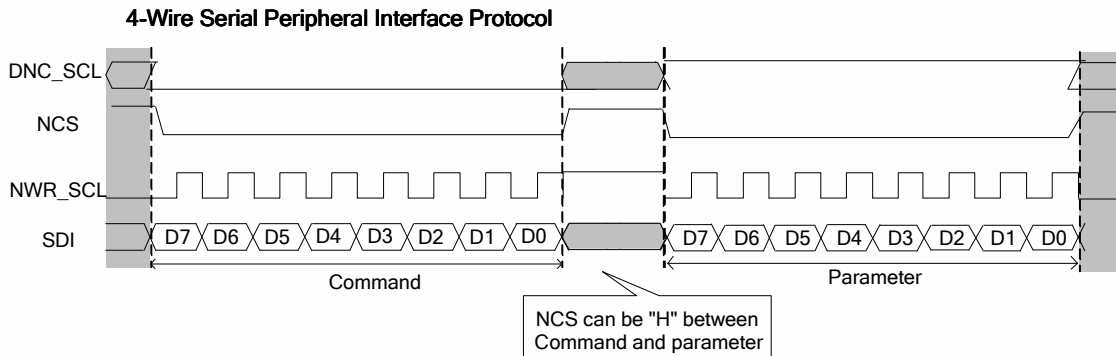 4-Wire Serial Peripheral Interface Protocol
DNC_SCL
NCS
NWR_SCL
SDI
D7 D6 D5 D4 D3 D2 D1 D0
D7 D6 D5 D4 D3 D2 D1 D0
Command
Parameter
NCS can be "H" between
Command and parameter